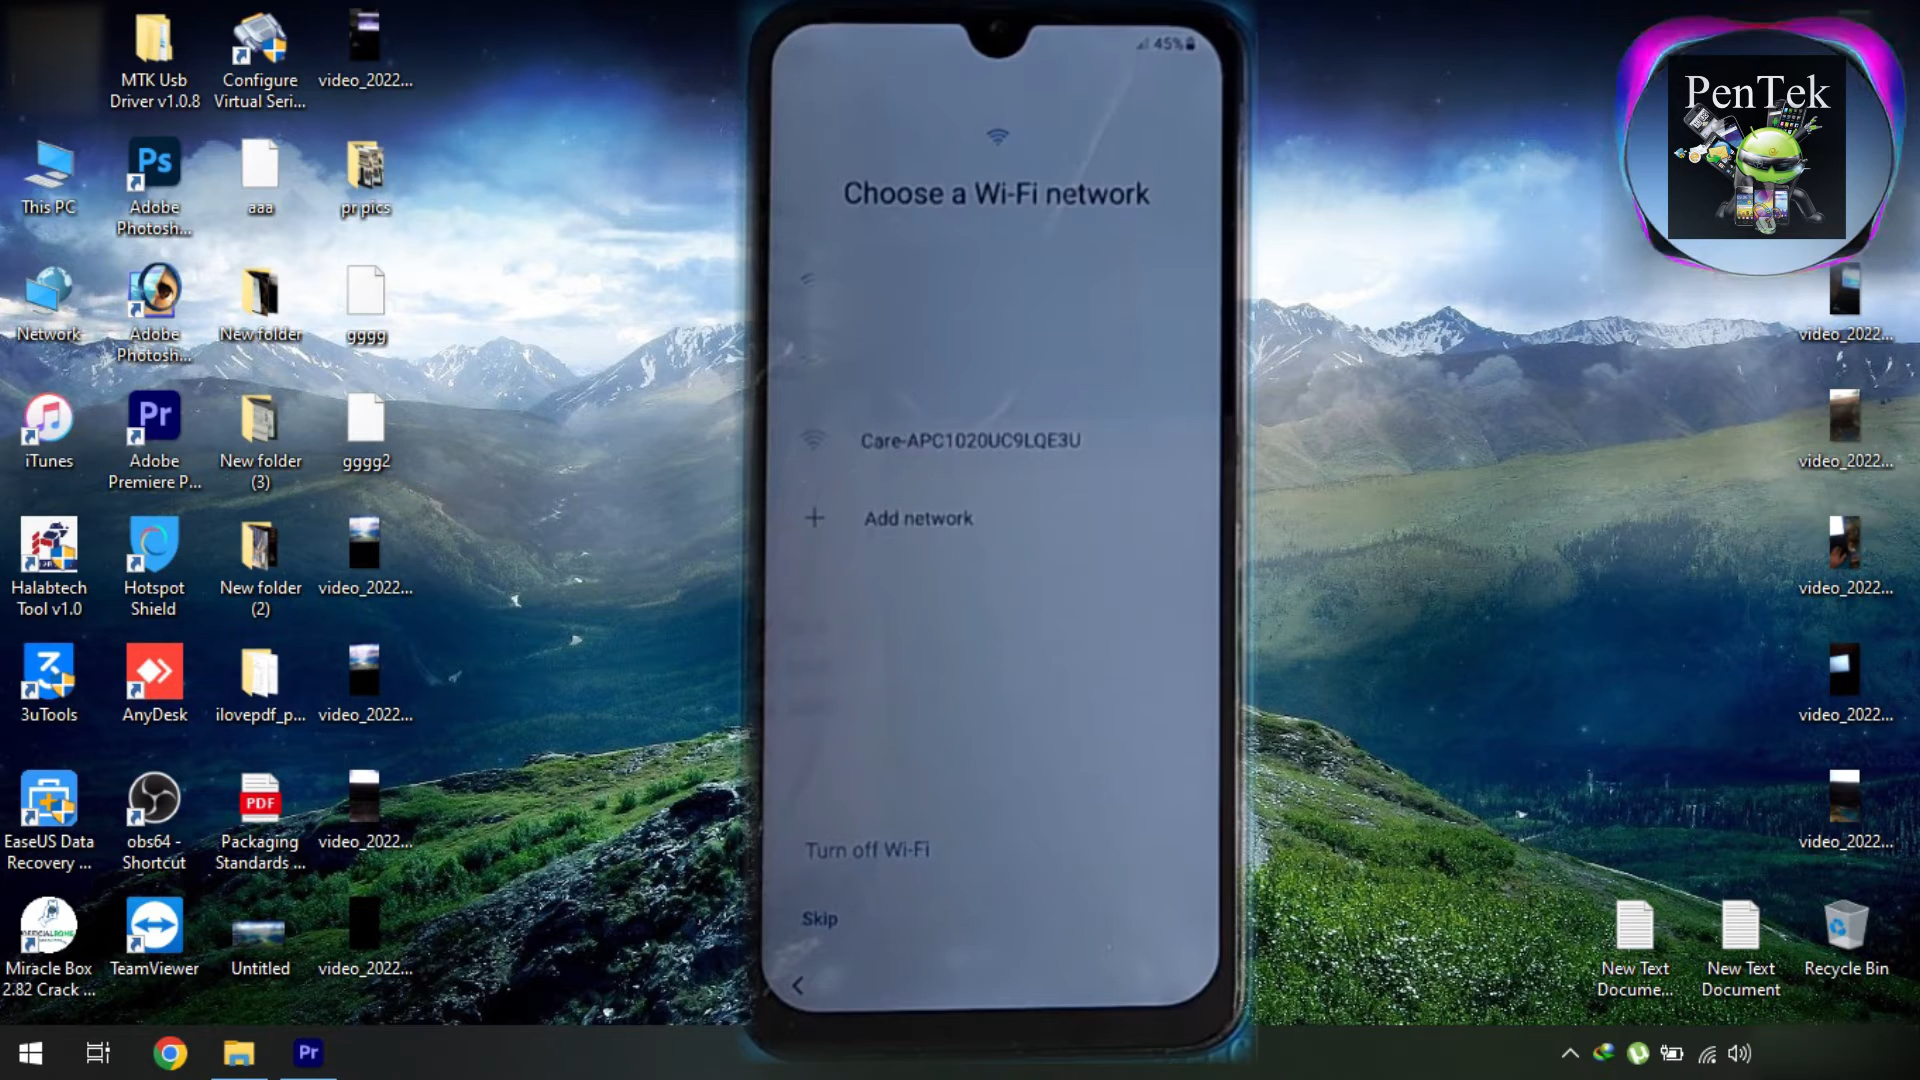 MTK Usb
Driver v1.0.8
Configure
Virtual Seri...
video_2022...
This PC
Ps
Adobe
Photosh...
aaa
pr pics
Network
Adobe
Photosh...
New folder
gggg
iTunes
Pr
Adobe
Premiere P...
New folder
(3)
gggg2
Halabtech
Tool v1.0
Hotspot
Shield
New folder
(2)
video_2022...
3uTools
AnyDesk
ilovepdf_p...
video_2022...
EaseUS Data
Recovery ...
obs64 -
Shortcut
PDF
Packaging
Standards ...
video_2022...
Miracle Box
2.82 Crack ...
TeamViewer
Untitled
video_2022...
45%
Choose a Wi-Fi network
Care-APC1020UC9LQE3U
Add network
Turn off Wi-Fi
Skip
PenTek
video_2022...
video_2022...
video_2022...
video_2022...
video_2022...
New Text
Docume...
New Text
Document
Recycle Bin
Pr